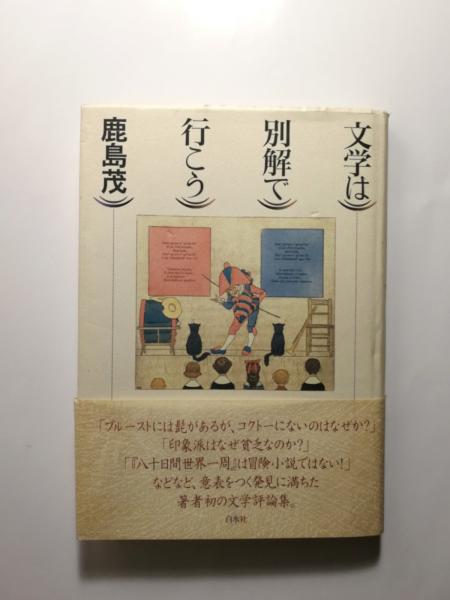 文学は
別解で
行こう
鹿島茂
「プルーストには髭があるが、コクトーにないのはなぜか?」
「印象派はなぜ貧乏なのか?」
「『八十日間世界一周』は冒険小説ではない!」
などなど、意表をつく発見に満ちた
著者初の文学評論集。
白水社